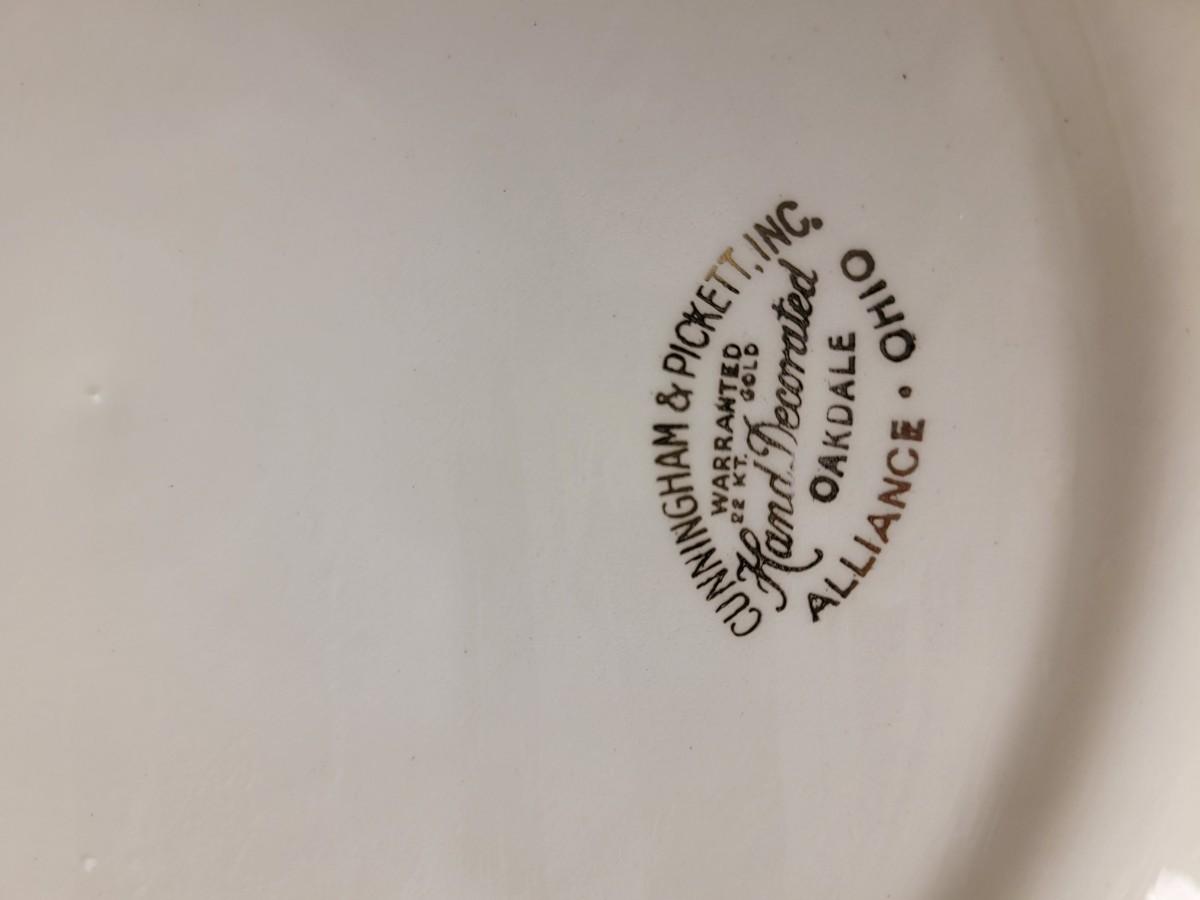 CUNNINGHAM & PICKETT, INC.
WARRANTED
22 KT. GOLD
Hand Decorated
OAKDALE
ALLIANCE • OHIO